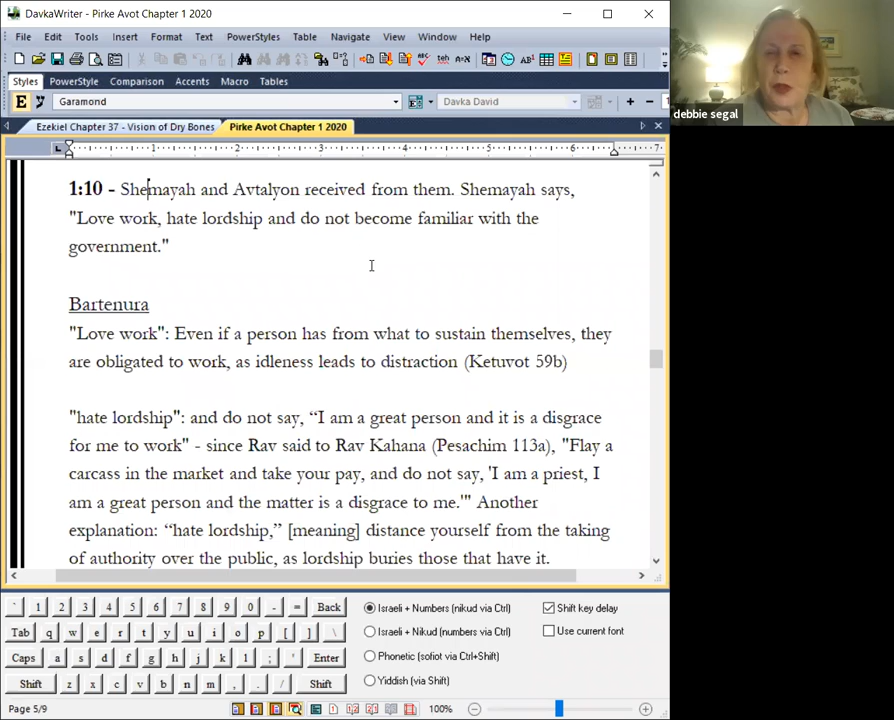 DavkaWriter - Pirke Avot Chapter 1 2020
File Edit Tools Insert Format Text PowerStyles Table Navigate View Window Help
Styles PowerStyle Comparison Accents Macro Tables
E Garamond Davka David
Ezekiel Chapter 37 - Vision of Dry Bones Pirke Avot Chapter 1 2020
1 2 3 4 5 6 7
1:10 - Shemayah and Avtalyon received from them. Shemayah says,
"Love work, hate lordship and do not become familiar with the
government."
Bartenura
"Love work": Even if a person has from what to sustain themselves, they
are obligated to work, as idleness leads to distraction (Ketuvot 59b)
"hate lordship": and do not say, “I am a great person and it is a disgrace
for me to work" - since Rav said to Rav Kahana (Pesachim 113a), "Flay a
carcass in the market and take your pay, and do not say, 'I am a priest, I
am a great person and the matter is a disgrace to me.'" Another
explanation: “hate lordship,” [meaning] distance yourself from the taking
of authority over the public, as lordship buries those that have it.
` 1 2 3 4 5 6 7 8 9 0 - = Back
Tab q w e r t y u i o p [ ] \
Caps a s d f g h j k l ; ' Enter
Shift z x c v b n m , . / Shift
Israeli + Numbers (nikud via Ctrl)
Israeli + Nikud (numbers via Ctrl)
Phonetic (sofiot via Ctrl+Shift)
Yiddish (via Shift)
Shift key delay
Use current font
Page 5/9 100%
debbie segal